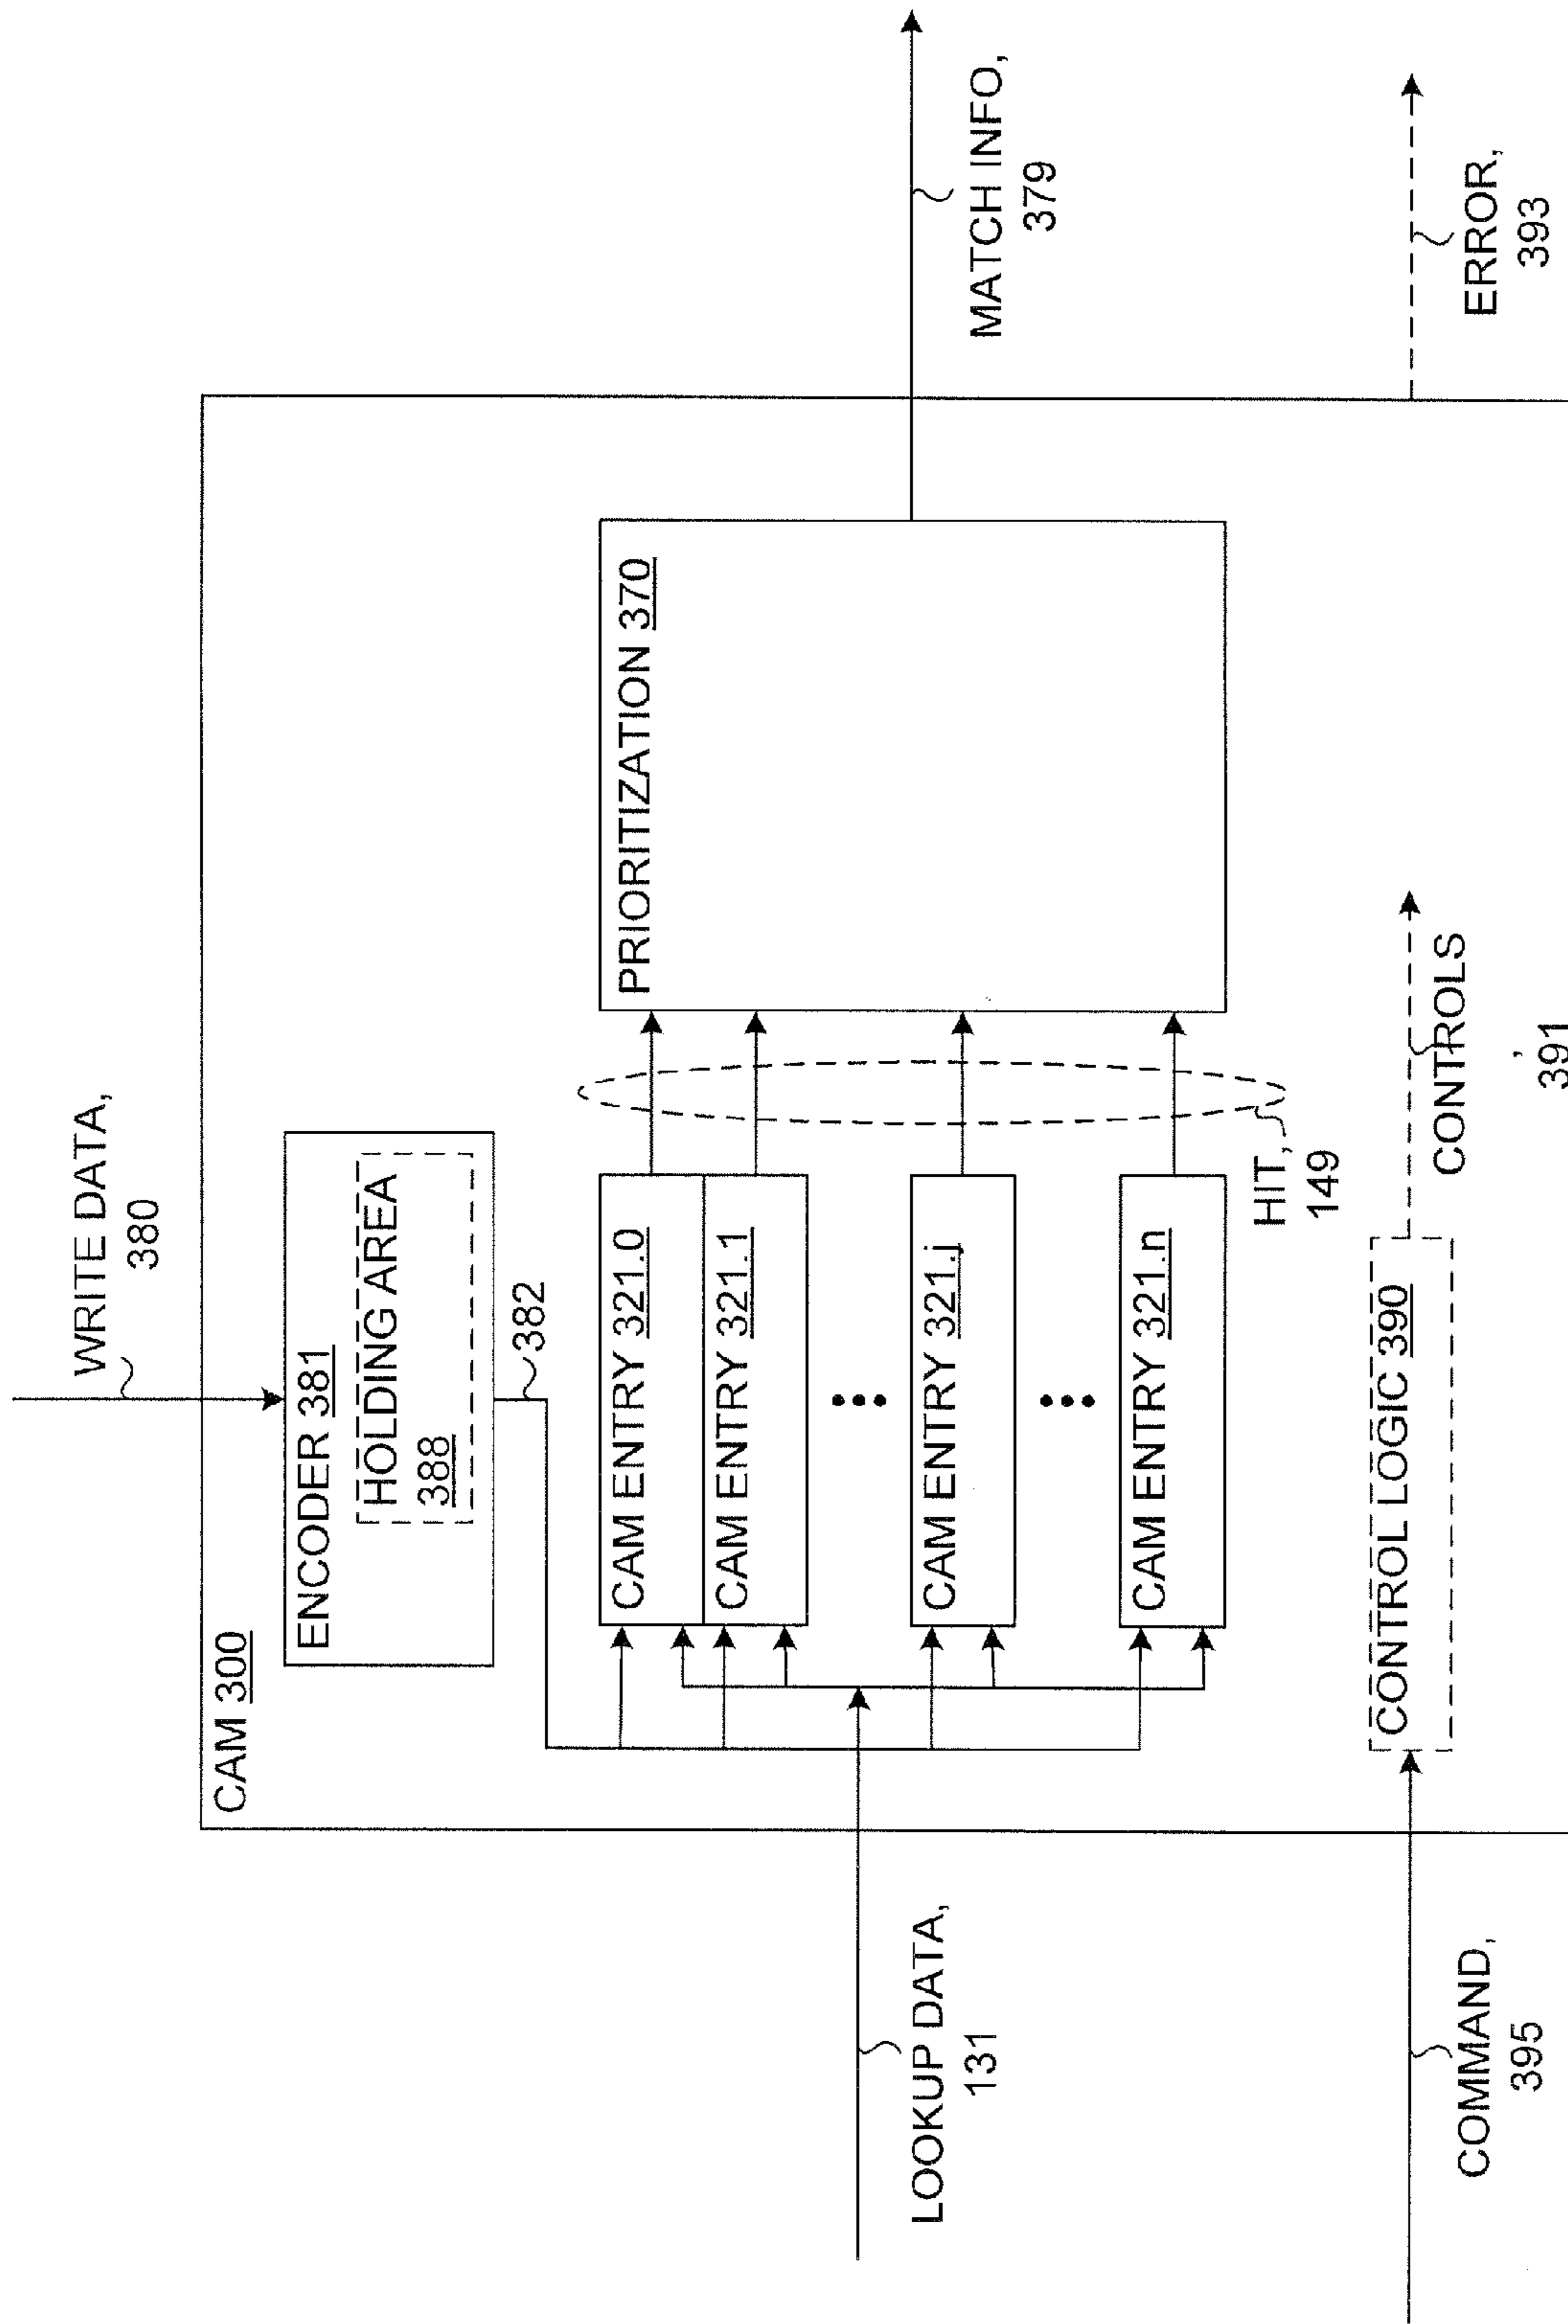 WRITE DATA,
380
CAM 300
ENCODER 381
HOLDING AREA
388
382
CAM ENTRY 321.0
CAM ENTRY 321.1
CAM ENTRY 321.j
CAM ENTRY 321.n
PRIORITIZATION 370
HIT,
149
LOOKUP DATA,
131
MATCH INFO,
379
CONTROL LOGIC 390
CONTROLS
,
391
COMMAND,
395
ERROR,
393